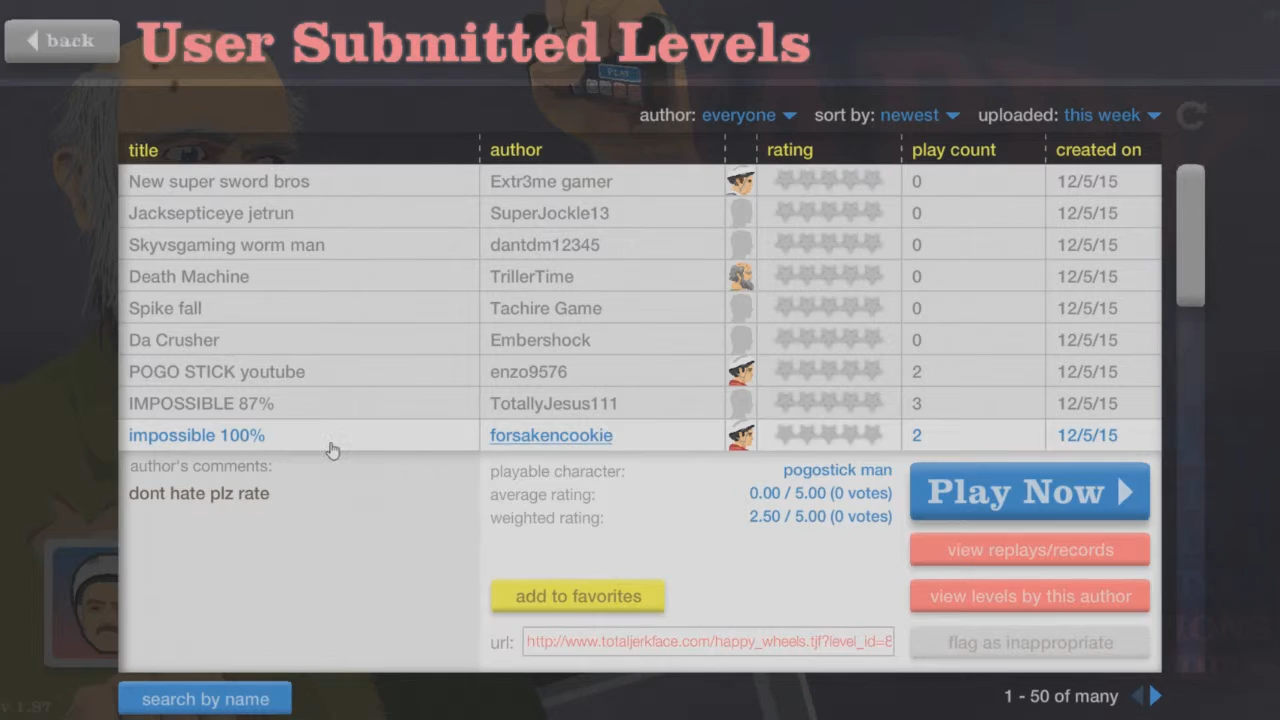 back
User Submitted Levels
PLAY
author: everyone sort by: newest uploaded: this week
title author rating play count created on
New super sword bros Extr3me gamer 0 12/5/15
Jacksepticeye jetrun SuperJockle13 0 12/5/15
Skyvsgaming worm man dantdm12345 0 12/5/15
Death Machine TrillerTime 0 12/5/15
Spike fall Tachire Game 0 12/5/15
Da Crusher Embershock 0 12/5/15
POGO STICK youtube enzo9576 2 12/5/15
IMPOSSIBLE 87% TotallyJesus111 3 12/5/15
impossible 100% forsakencookie 2 12/5/15
author's comments:
dont hate plz rate
playable character: pogostick man
average rating: 0.00 / 5.00 (0 votes)
weighted rating: 2.50 / 5.00 (0 votes)
Play Now
view replays/records
add to favorites
view levels by this author
url: http://www.totaljerkface.com/happy_wheels.tjf?level_id=8
flag as inappropriate
search by name
1 - 50 of many
v 1.87